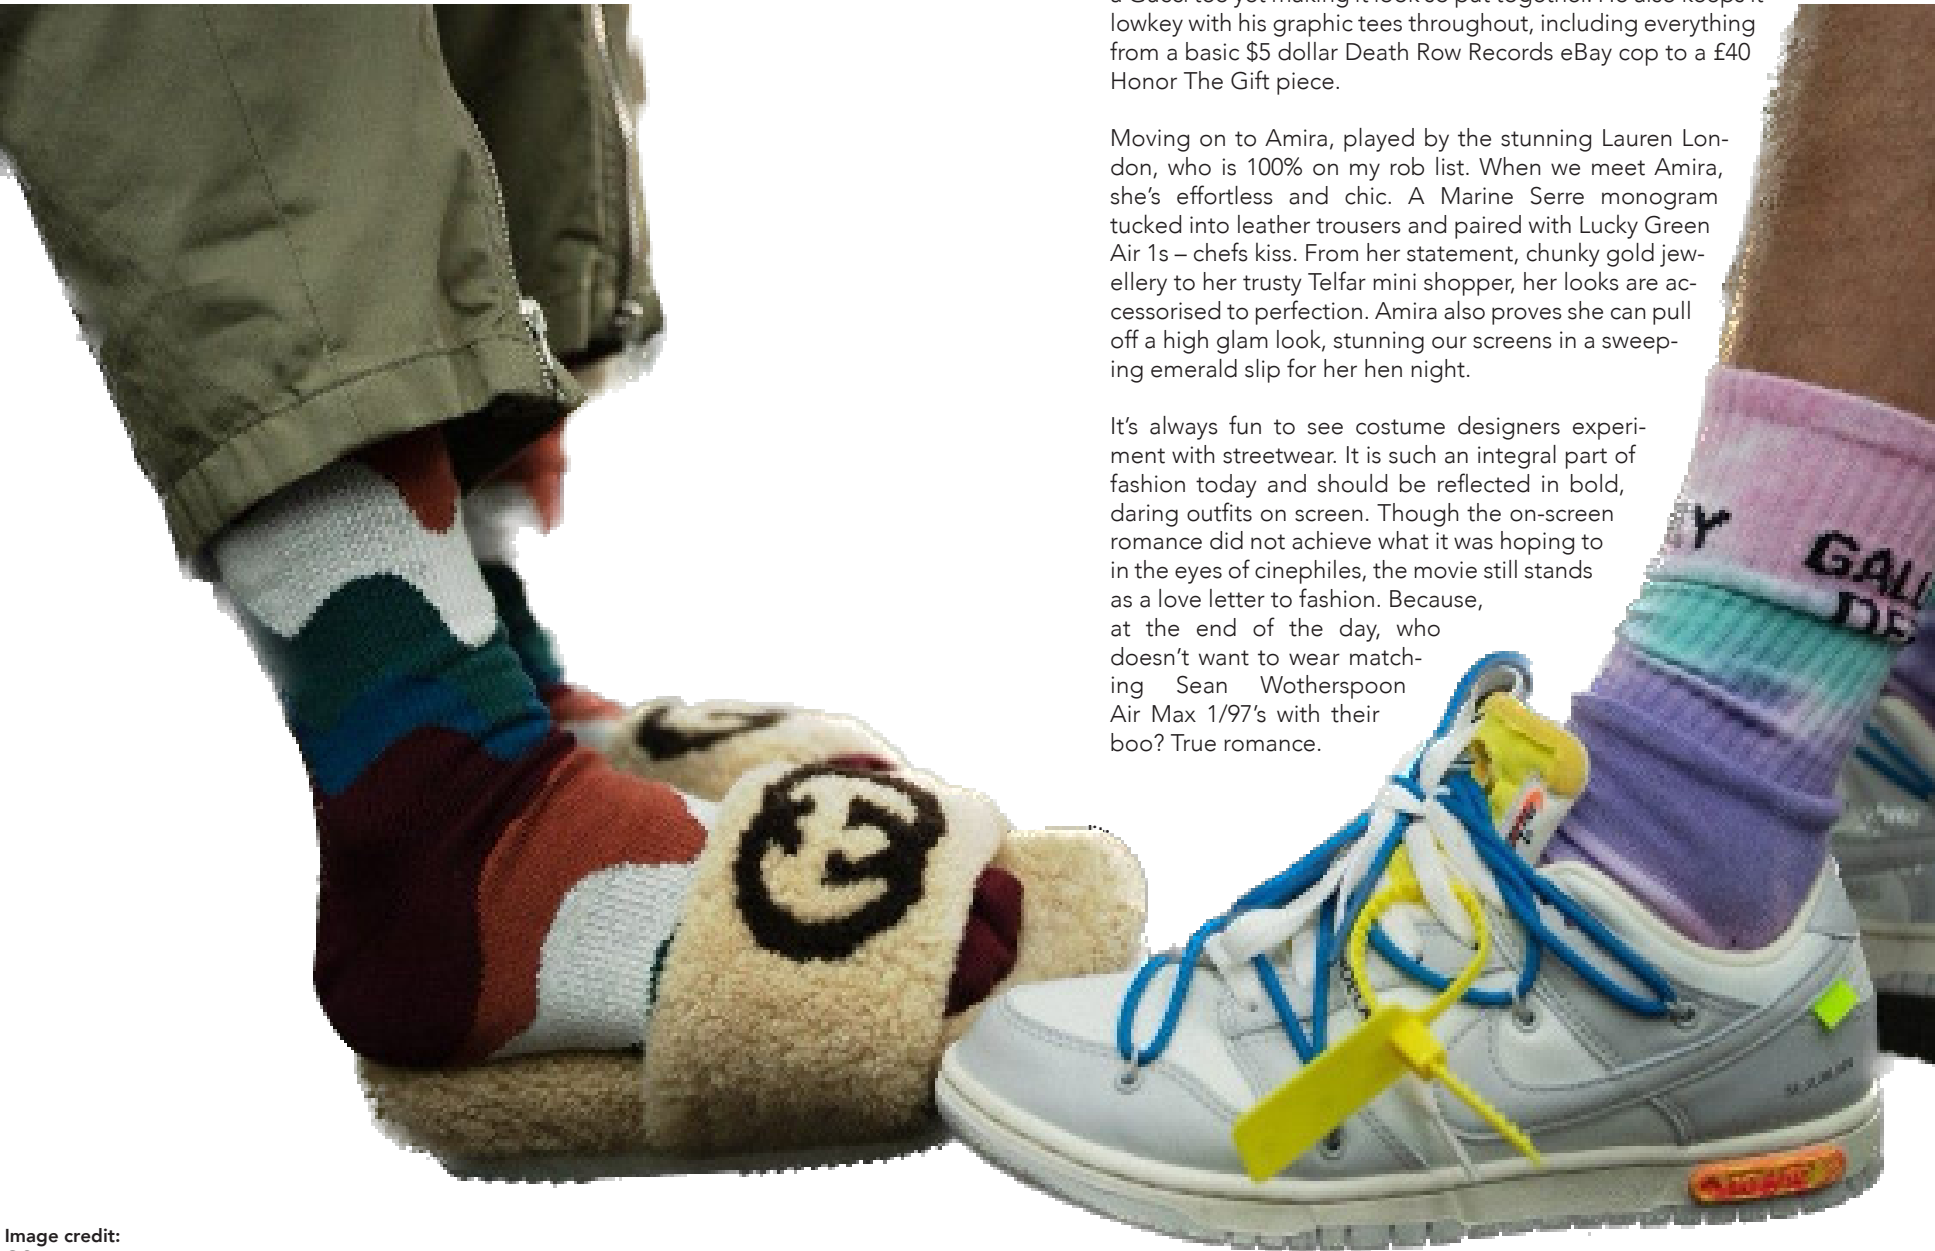 lowkey with his graphic tees throughout, including everything
from a basic $5 dollar Death Row Records eBay cop to a £40
Honor The Gift piece.
Moving on to Amira, played by the stunning Lauren Lon-
don, who is 100% on my rob list. When we meet Amira,
she's effortless and chic. A Marine Serre monogram
tucked into leather trousers and paired with Lucky Green
Air 1s – chefs kiss. From her statement, chunky gold jew-
ellery to her trusty Telfar mini shopper, her looks are ac-
cessorised to perfection. Amira also proves she can pull
off a high glam look, stunning our screens in a sweep-
ing emerald slip for her hen night.
It's always fun to see costume designers experi-
ment with streetwear. It is such an integral part of
fashion today and should be reflected in bold,
daring outfits on screen. Though the on-screen
romance did not achieve what it was hoping to
in the eyes of cinephiles, the movie still stands
as a love letter to fashion. Because,
at the end of the day, who
doesn't want to wear match-
ing Sean Wotherspoon
Air Max 1/97's with their
boo? True romance.
Y GALL
DE
Image credit: